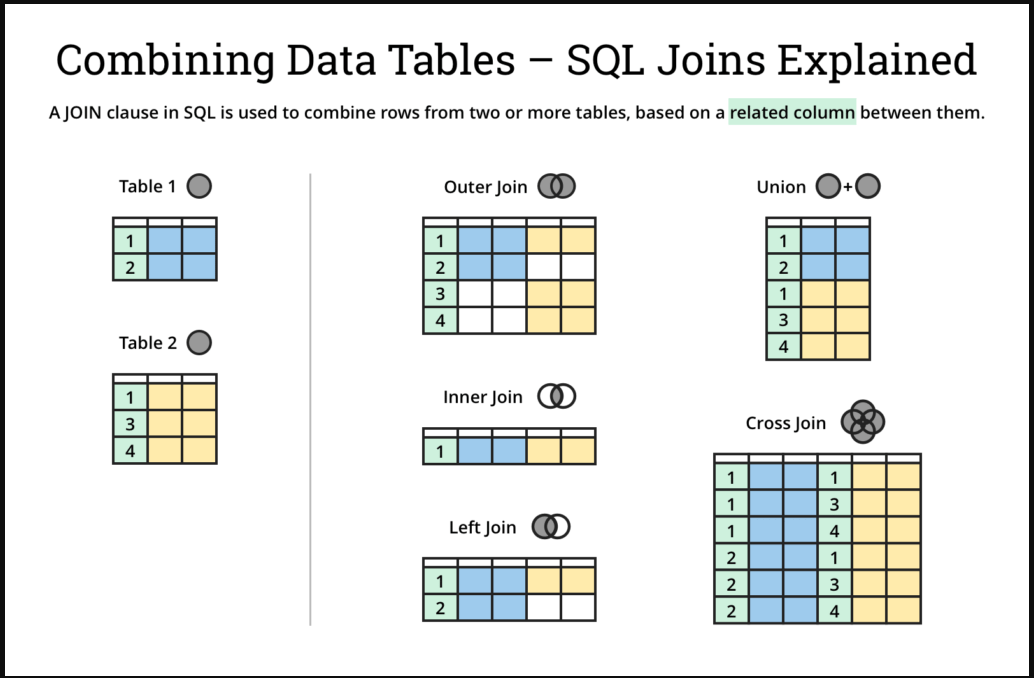 Combining Data Tables – SQL Joins Explained
A JOIN clause in SQL is used to combine rows from two or more tables, based on a related column between them.
Table 1
1
2
Table 2
1
3
4
Outer Join
1
2
3
4
Inner Join
1
Left Join
1
2
Union +
1
2
1
3
4
Cross Join
1 1
1 3
1 4
2 1
2 3
2 4